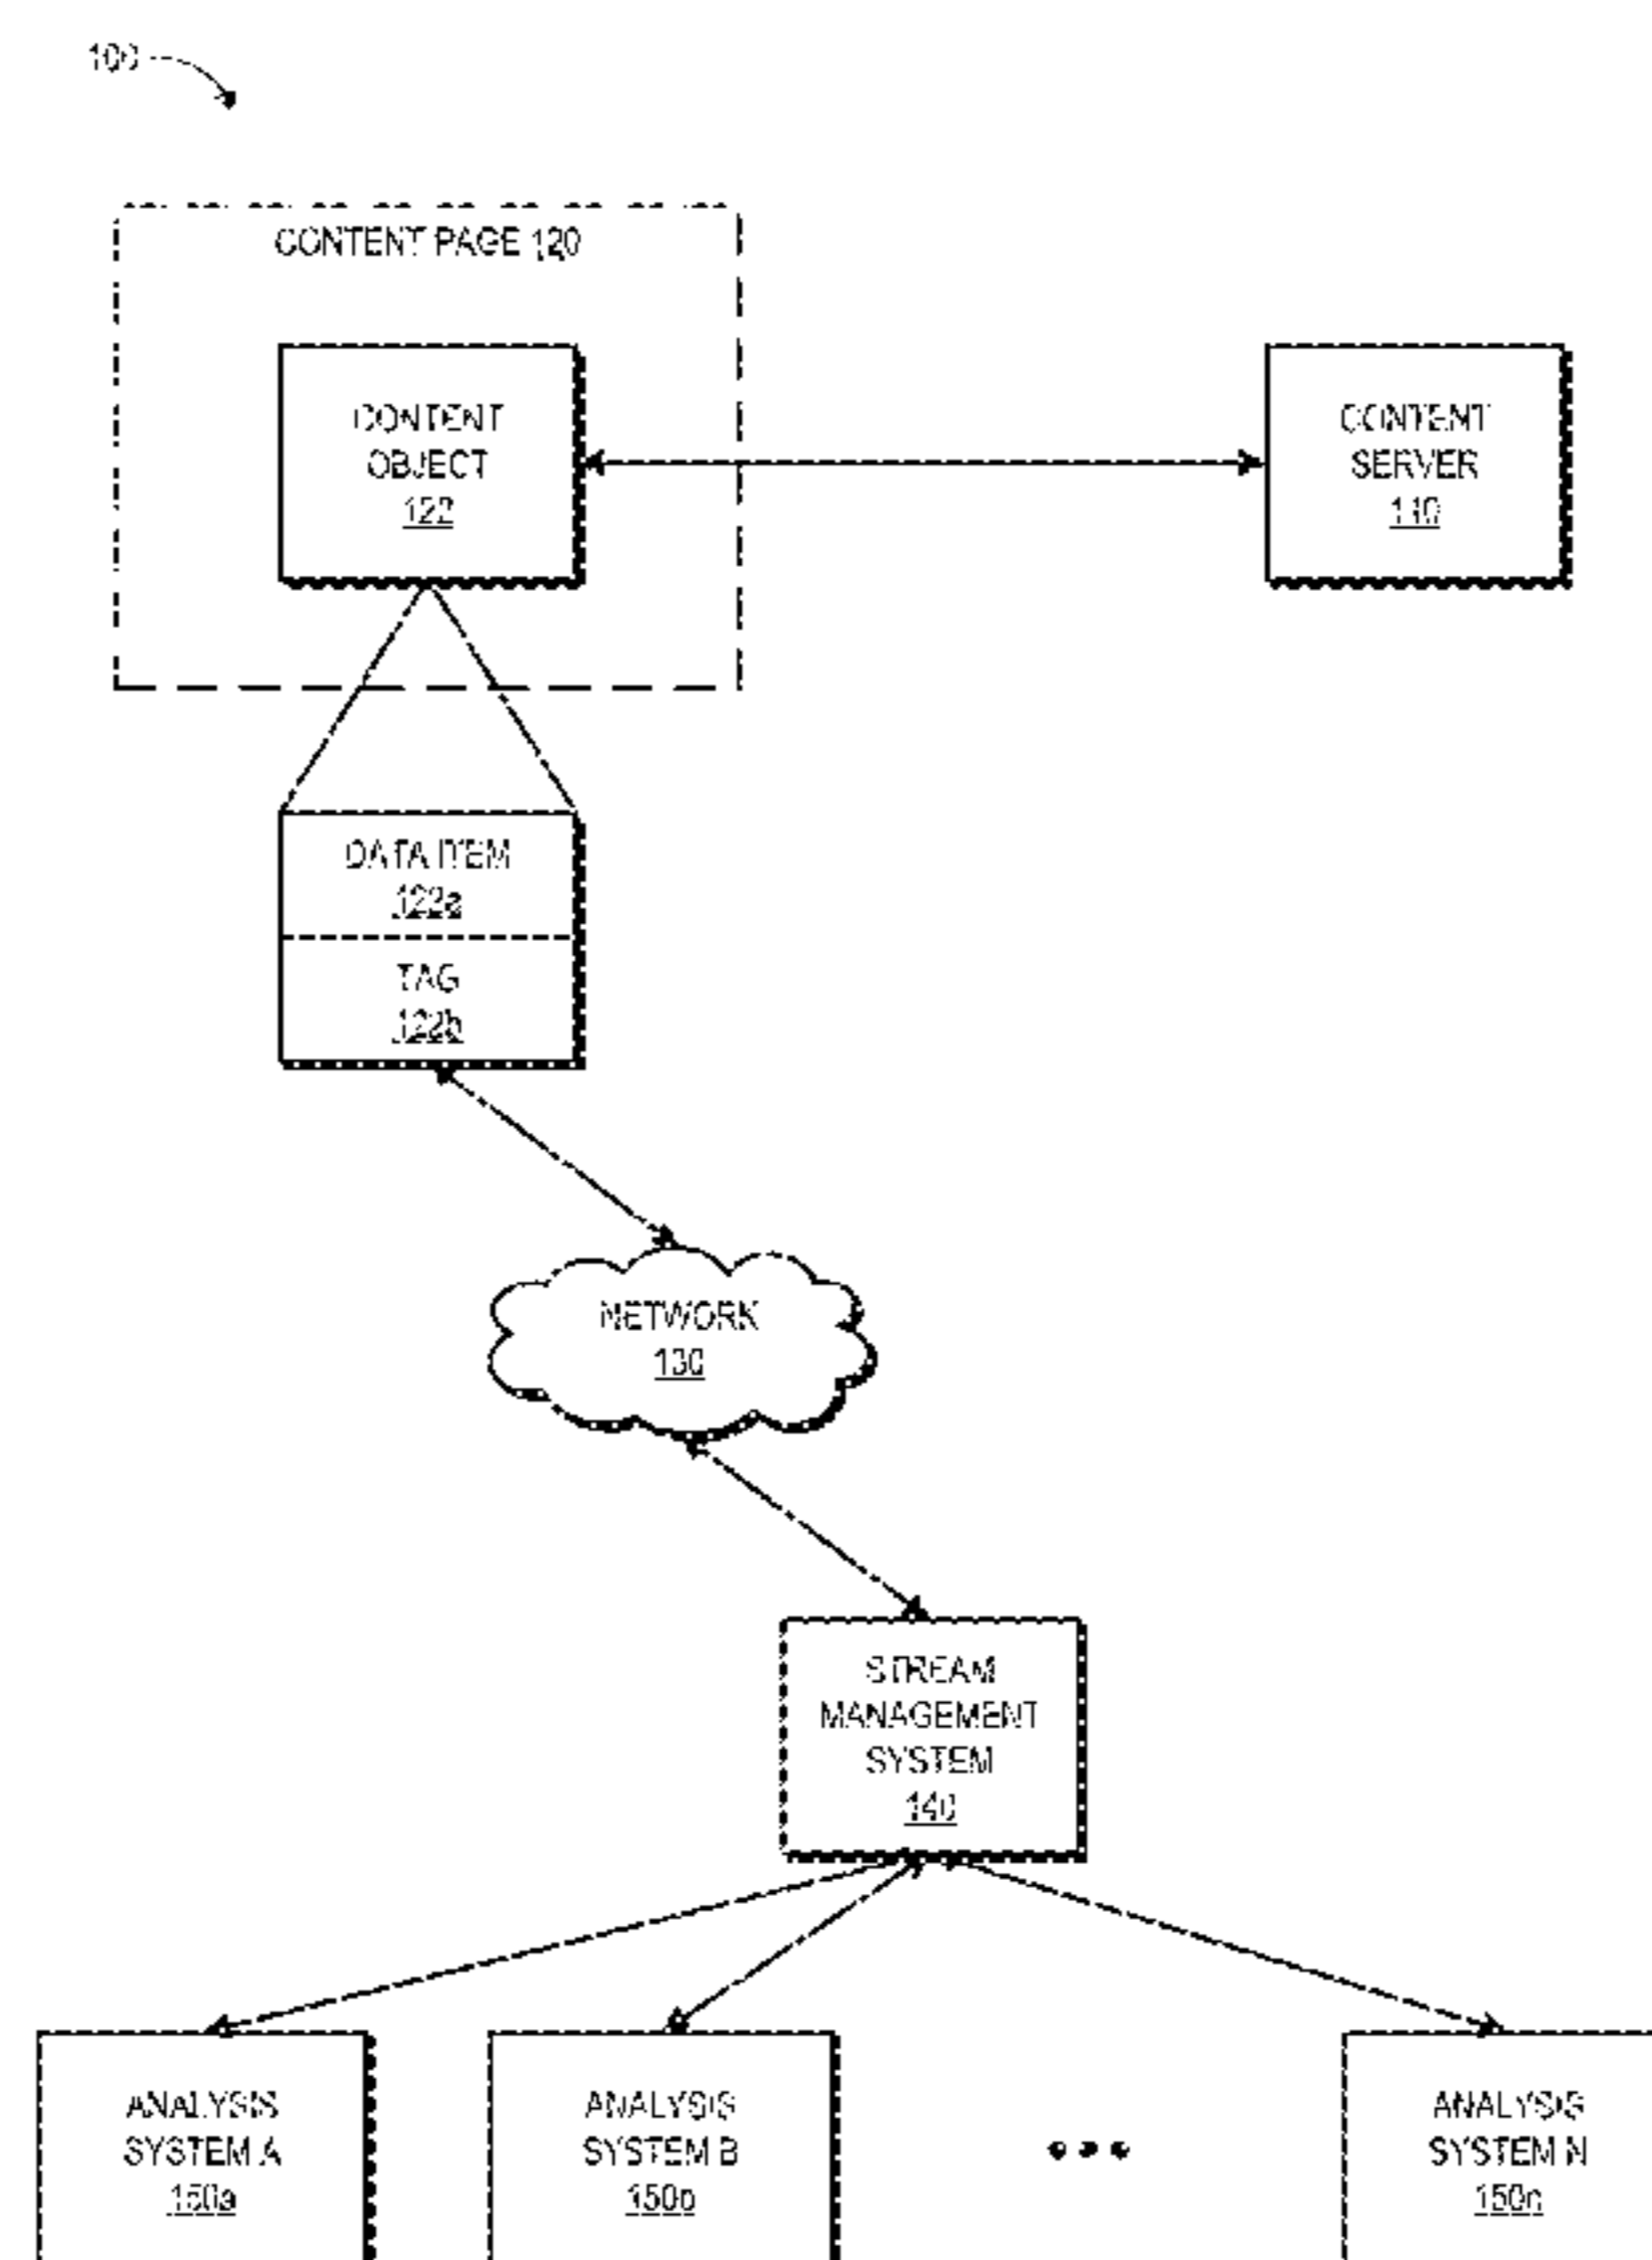 100
CONTENT PAGE 120
CONTENT
OBJECT
122
CONTENT
SERVER
110
DATA ITEM
122a
TAG
122b
NETWORK
130
STREAM
MANAGEMENT
SYSTEM
140
ANALYSIS
SYSTEM A
150a
ANALYSIS
SYSTEM B
150b
ANALYSIS
SYSTEM N
150n